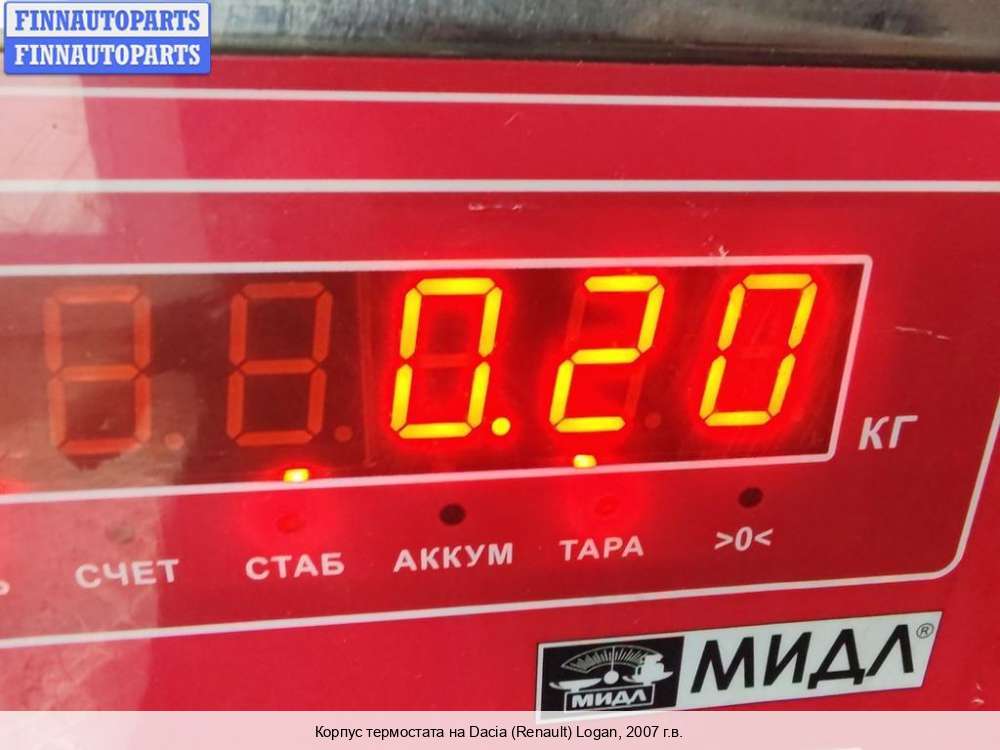 FINNAUTOPARTS
FINNAUTOPARTS
0.20
КГ
СЧЕТ СТАБ АККУМ ТАРА >0<
МИДЛ МИДЛ®
Корпус термостата на Dacia (Renault) Logan, 2007 г.в.